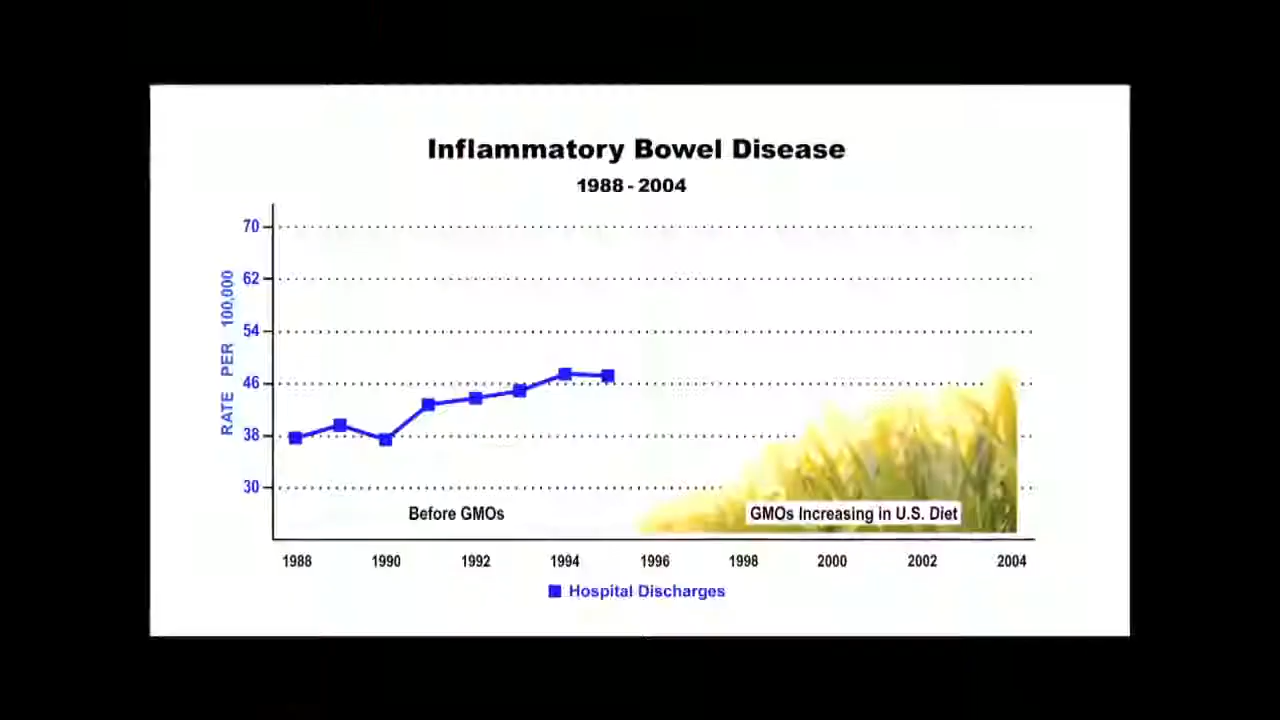 Inflammatory Bowel Disease
1988 - 2004
70
62
54
46
38
30
RATE PER 100,000
Before GMOs
GMOs Increasing in U.S. Diet
1988 1990 1992 1994 1996 1998 2000 2002 2004
Hospital Discharges